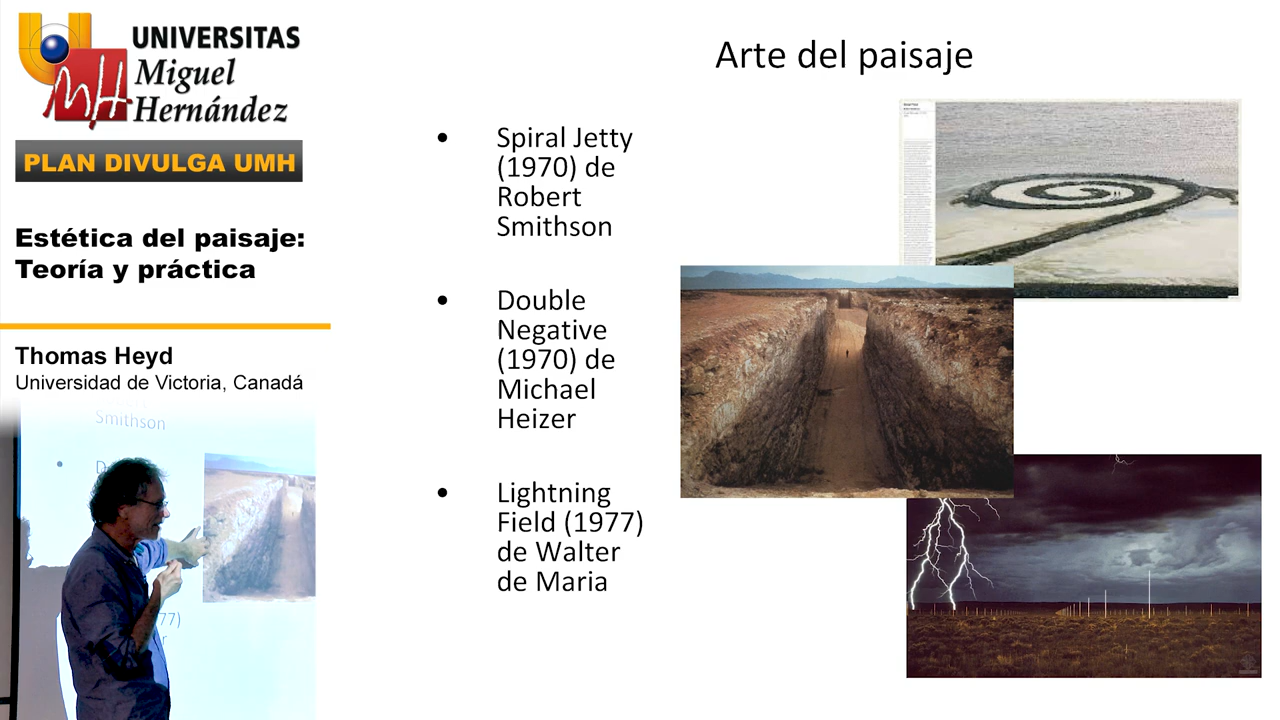 UNIVERSITAS
Miguel
Hernández
PLAN DIVULGA UMH
Estética del paisaje:
Teoría y práctica
Thomas Heyd
Universidad de Victoria, Canadá
Smithson
Arte del paisaje
• Spiral Jetty
(1970) de
Robert
Smithson
• Double
Negative
(1970) de
Michael
Heizer
• Lightning
Field (1977)
de Walter
de Maria